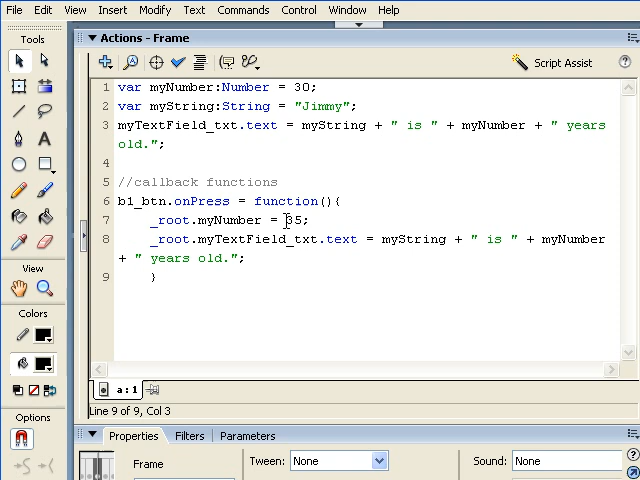 File Edit View Insert Modify Text Commands Control Window Help
Tools
Actions - Frame
Script Assist
1 var myNumber:Number = 30;
2 var myString:String = "Jimmy";
3 myTextField_txt.text = myString + " is " + myNumber + " years
old.";
4
5 //callback functions
6 b1_btn.onPress = function(){
7 _root.myNumber = 35;
8 _root.myTextField_txt.text = myString + " is " + myNumber
+ " years old.";
9 }
View
Colors
Options
a : 1
Line 9 of 9, Col 3
Properties Filters Parameters
Frame Tween: None Sound: None